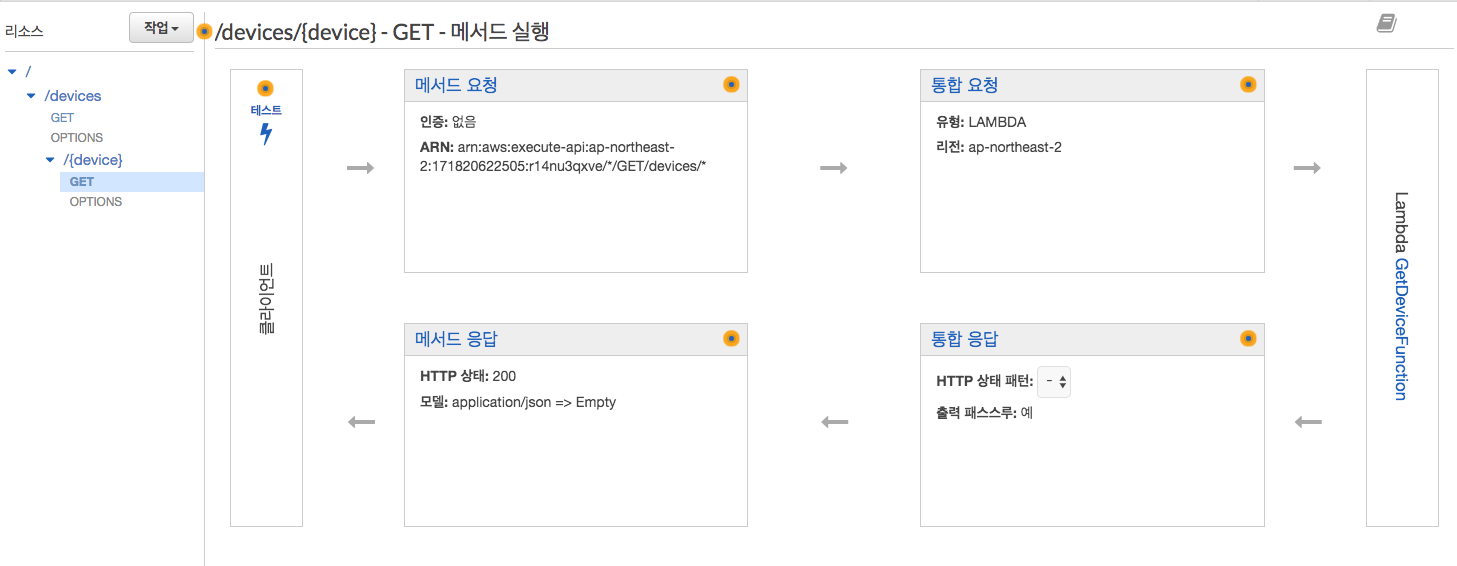 리소스
작업
/devices/{device} - GET - 메서드 실행
/
/devices
GET
OPTIONS
/{device}
GET
OPTIONS
테스트
클라이언트
메서드 요청
인증: 없음
ARN: arn:aws:execute-api:ap-northeast-
2:171820622505:r14nu3qxve/*/GET/devices/*
통합 요청
유형: LAMBDA
리전: ap-northeast-2
Lambda GetDeviceFunction
메서드 응답
HTTP 상태: 200
모델: application/json => Empty
통합 응답
HTTP 상태 패턴: -
출력 패스스루: 예